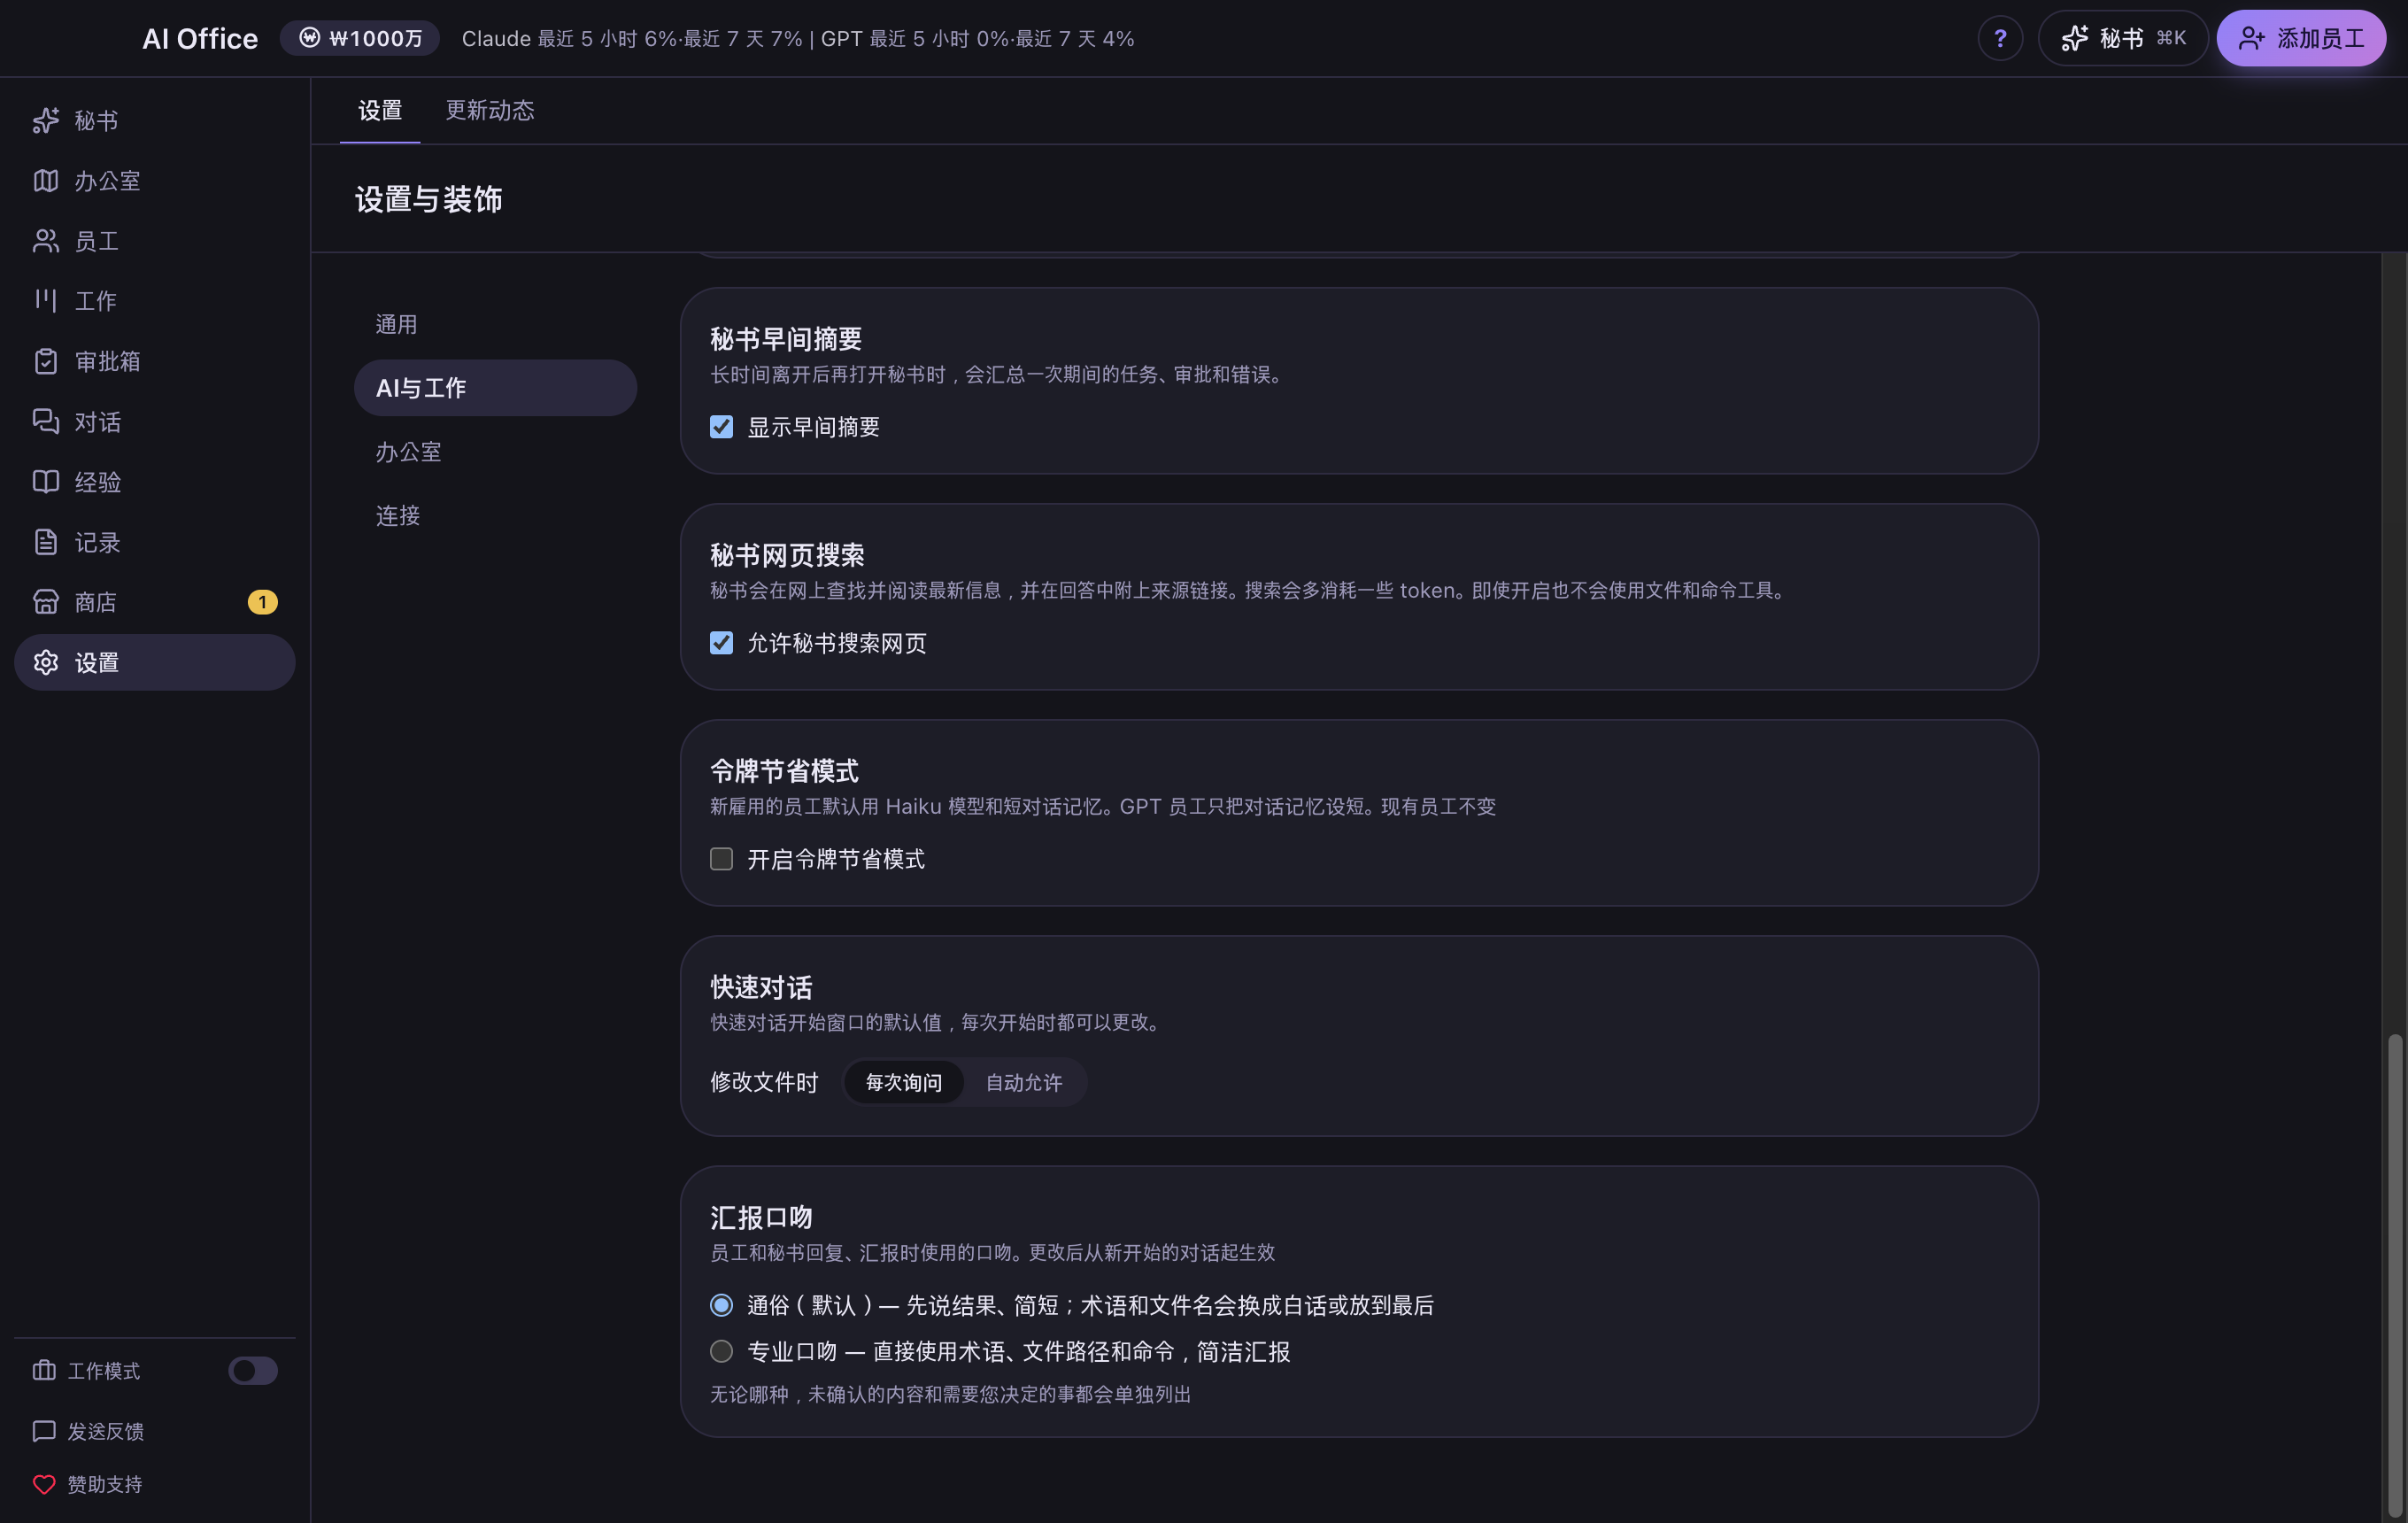 AI Office
₩1000万
Claude 最近 5 小时 6%·最近 7 天 7% | GPT 最近 5 小时 0%·最近 7 天 4%
?
秘书 ⌘K
添加员工
秘书
办公室
员工
工作
审批箱
对话
经验
记录
商店 1
设置
工作模式
发送反馈
赞助支持
设置
更新动态
设置与装饰
通用
AI与工作
办公室
连接
秘书早间摘要
长时间离开后再打开秘书时，会汇总一次期间的任务、审批和错误。
显示早间摘要
秘书网页搜索
秘书会在网上查找并阅读最新信息，并在回答中附上来源链接。搜索会多消耗一些 token。即使开启也不会使用文件和命令工具。
允许秘书搜索网页
令牌节省模式
新雇用的员工默认用 Haiku 模型和短对话记忆。GPT 员工只把对话记忆设短。现有员工不变
开启令牌节省模式
快速对话
快速对话开始窗口的默认值，每次开始时都可以更改。
修改文件时 每次询问 自动允许
汇报口吻
员工和秘书回复、汇报时使用的口吻。更改后从新开始的对话起生效
通俗（默认）— 先说结果、简短；术语和文件名会换成白话或放到最后
专业口吻 — 直接使用术语、文件路径和命令，简洁汇报
无论哪种，未确认的内容和需要您决定的事都会单独列出